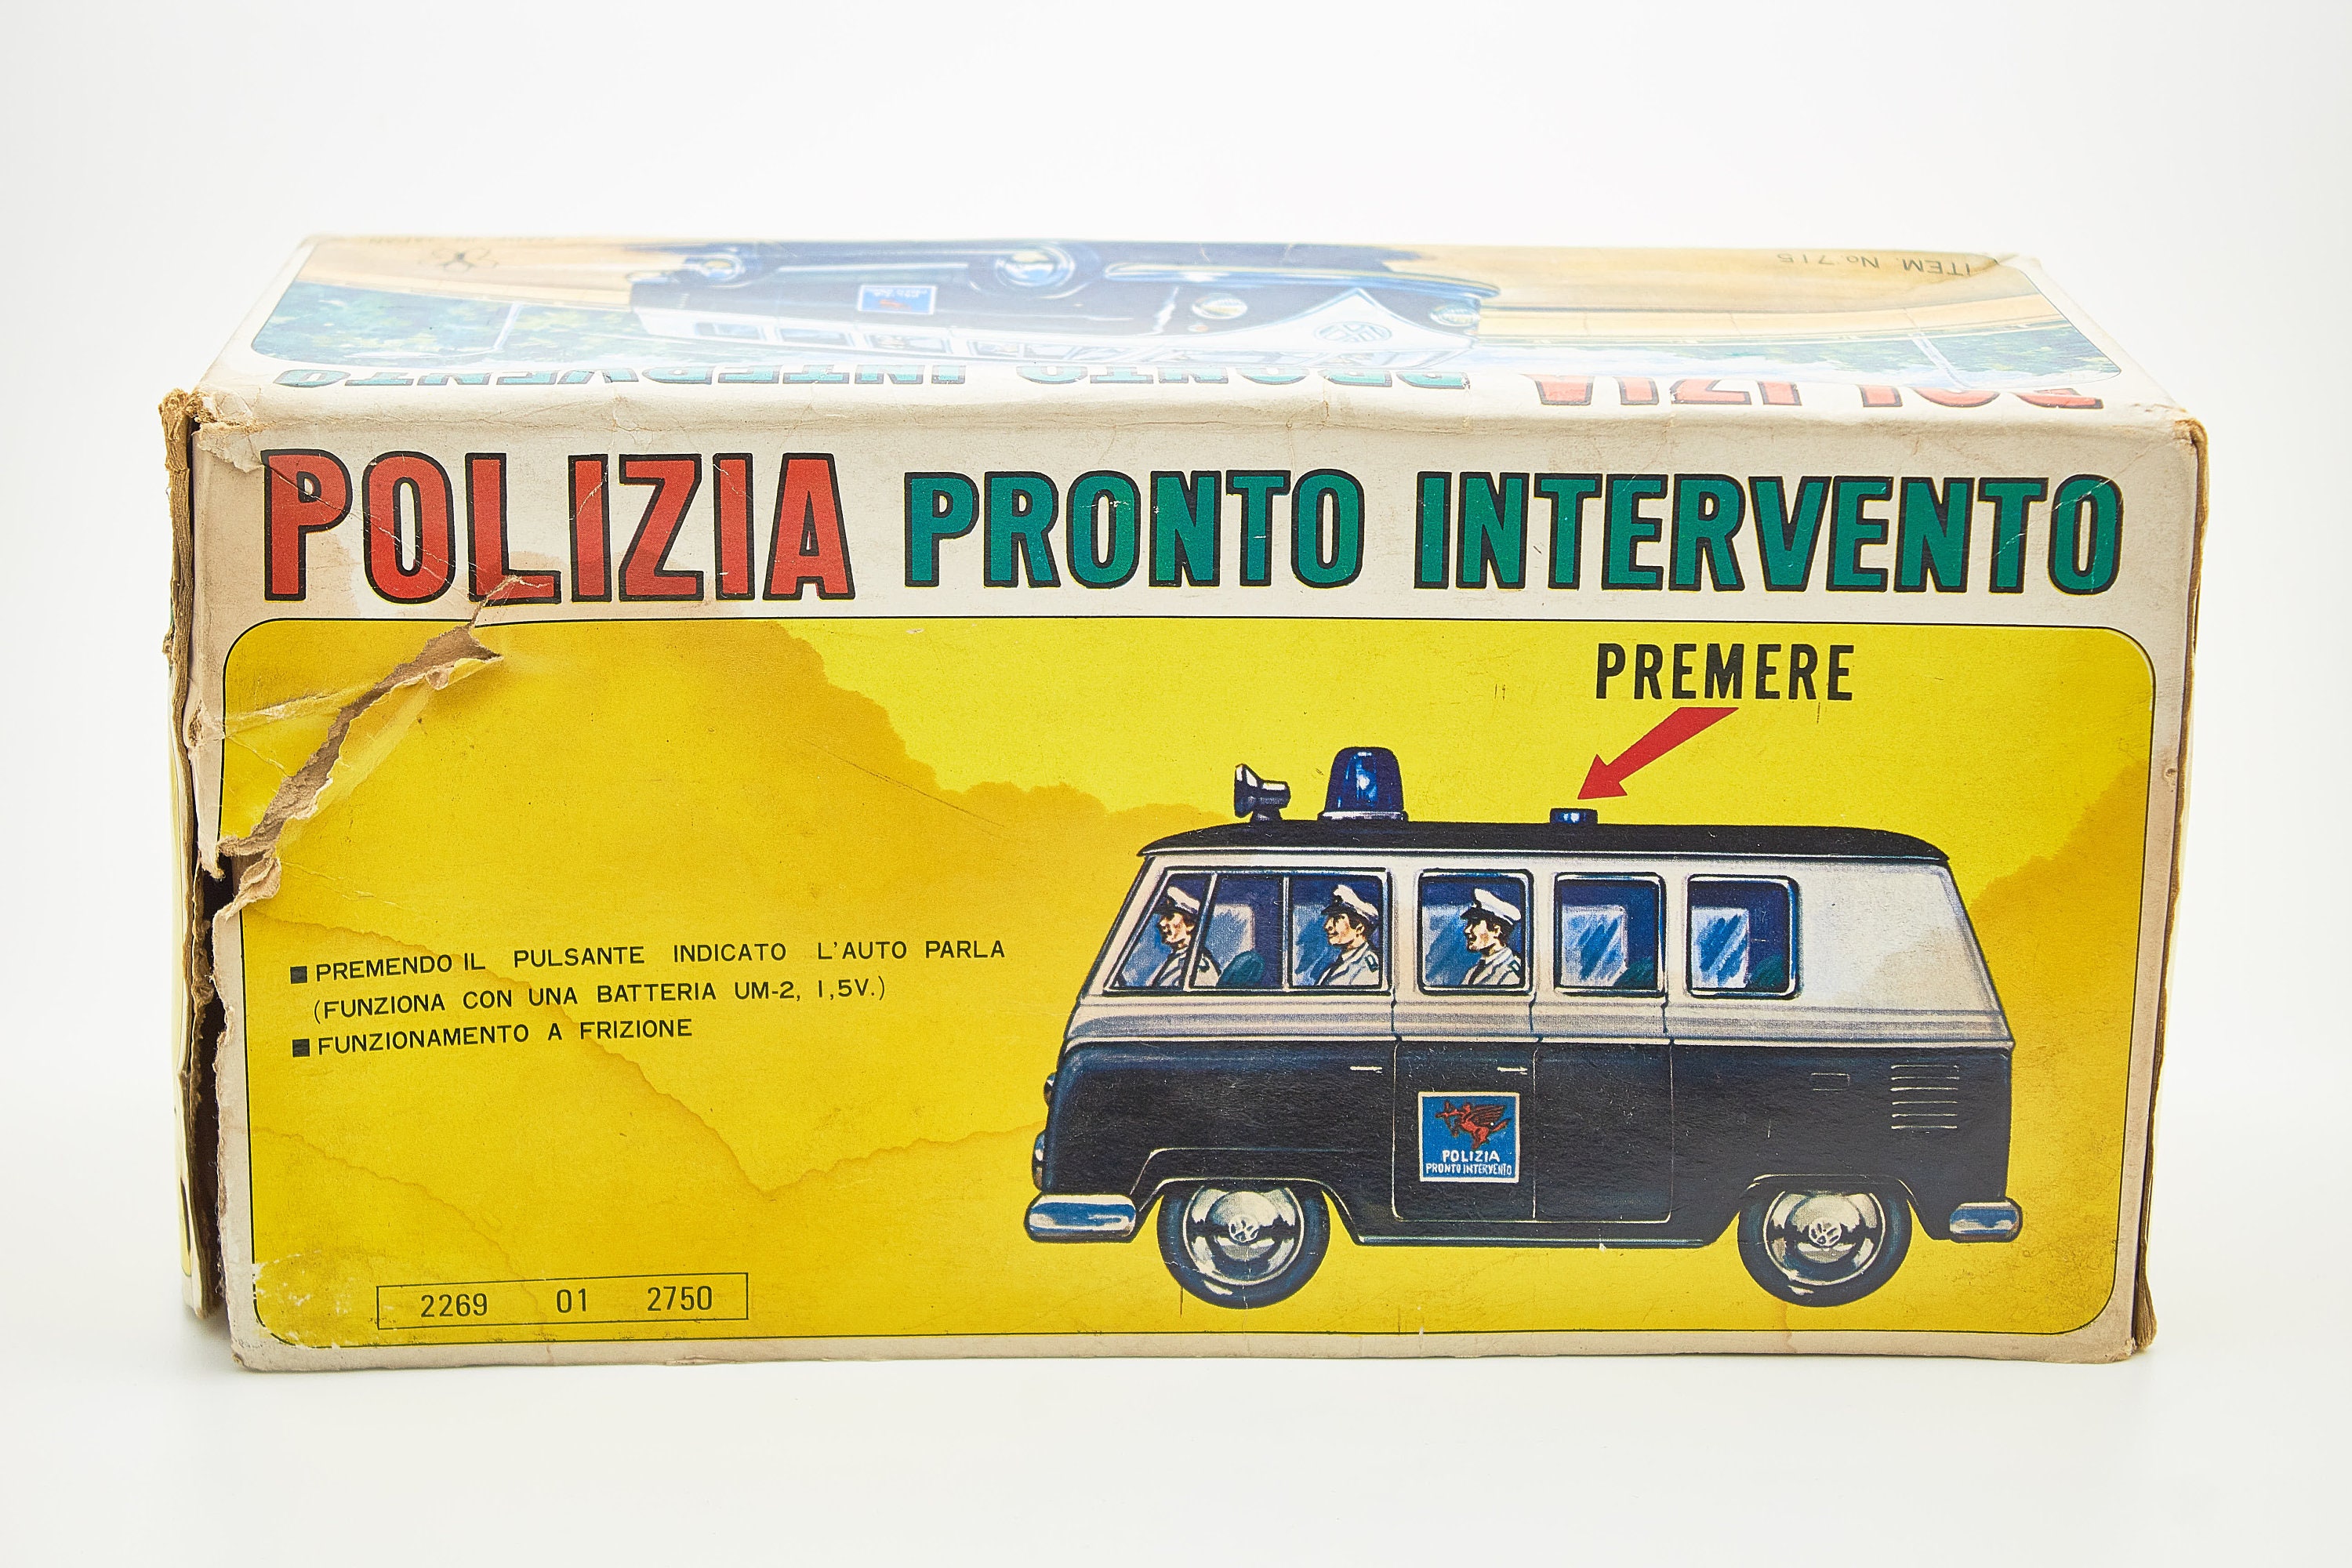 ITEM. No. 715
POLIZIA PRONTO INTERVENTO
POLIZIA PRONTO INTERVENTO
PREMERE
■ PREMENDO IL PULSANTE INDICATO L'AUTO PARLA
(FUNZIONA CON UNA BATTERIA UM-2, 1,5V.)
■ FUNZIONAMENTO A FRIZIONE
POLIZIA
PRONTO INTERVENTO
2269 01 2750